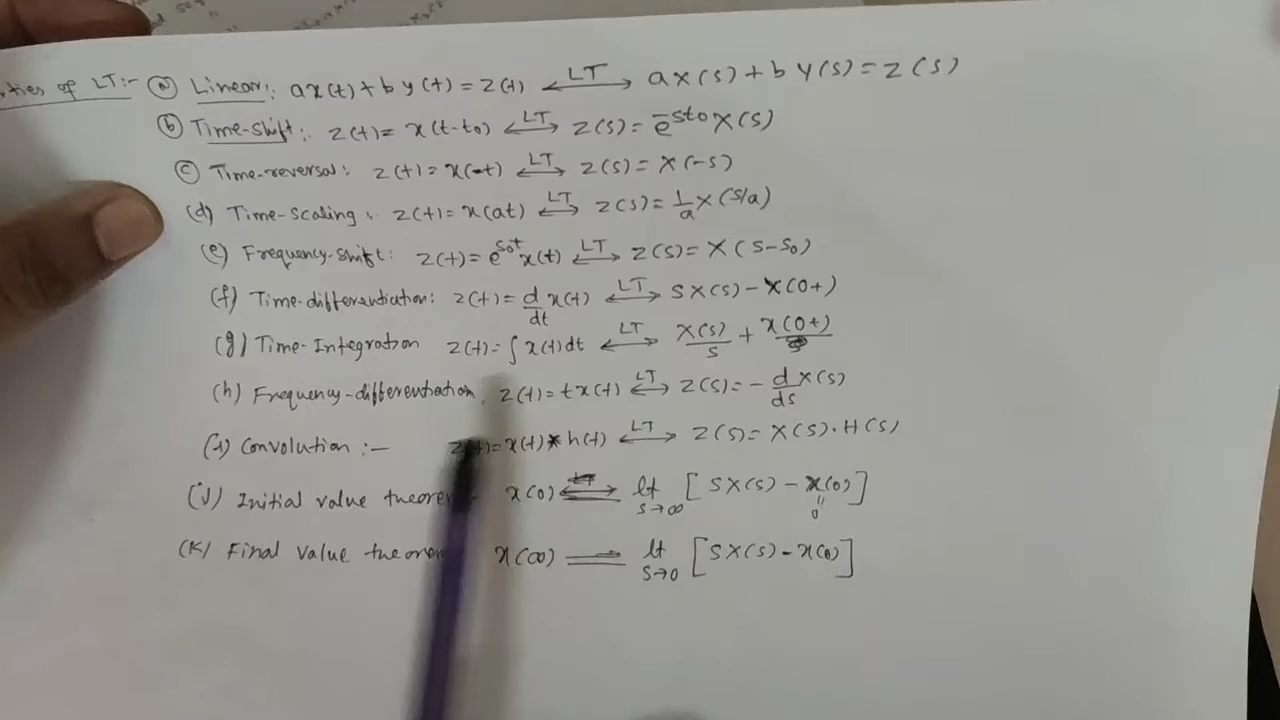 ties of LT:- (a) Linear: ax(t) + by(t) = z(t) <-LT-> aX(s) + bY(s) = Z(s)
(b) Time-shift: z(t) = x(t-t₀) <-LT-> Z(s) = e^-st₀ X(s)
(c) Time-reversal: z(t) = x(-t) <-LT-> Z(s) = X(-s)
(d) Time-scaling: z(t) = x(at) <-LT-> Z(s) = 1/a X(s/a)
(e) Frequency-shift: z(t) = e^s₀t x(t) <-LT-> Z(s) = X(s-s₀)
(f) Time-differentiation: z(t) = d/dt x(t) <-LT-> sX(s) - x(0+)
(g) Time-Integration z(t) = ∫x(t)dt <-LT-> X(s)/s + x(0+)/s
(h) Frequency-differentiation, z(t) = tx(t) <-LT-> Z(s) = - d/ds X(s)
(i) Convolution :- z(t) = x(t) * h(t) <-LT-> Z(s) = X(s).H(s)
(J) Initial value theorem x(0) <-> lt s→∞ [sX(s) - x(0)]
"
0
(K) Final value theorem x(∞) = lt s→0 [sX(s) - x(0)]